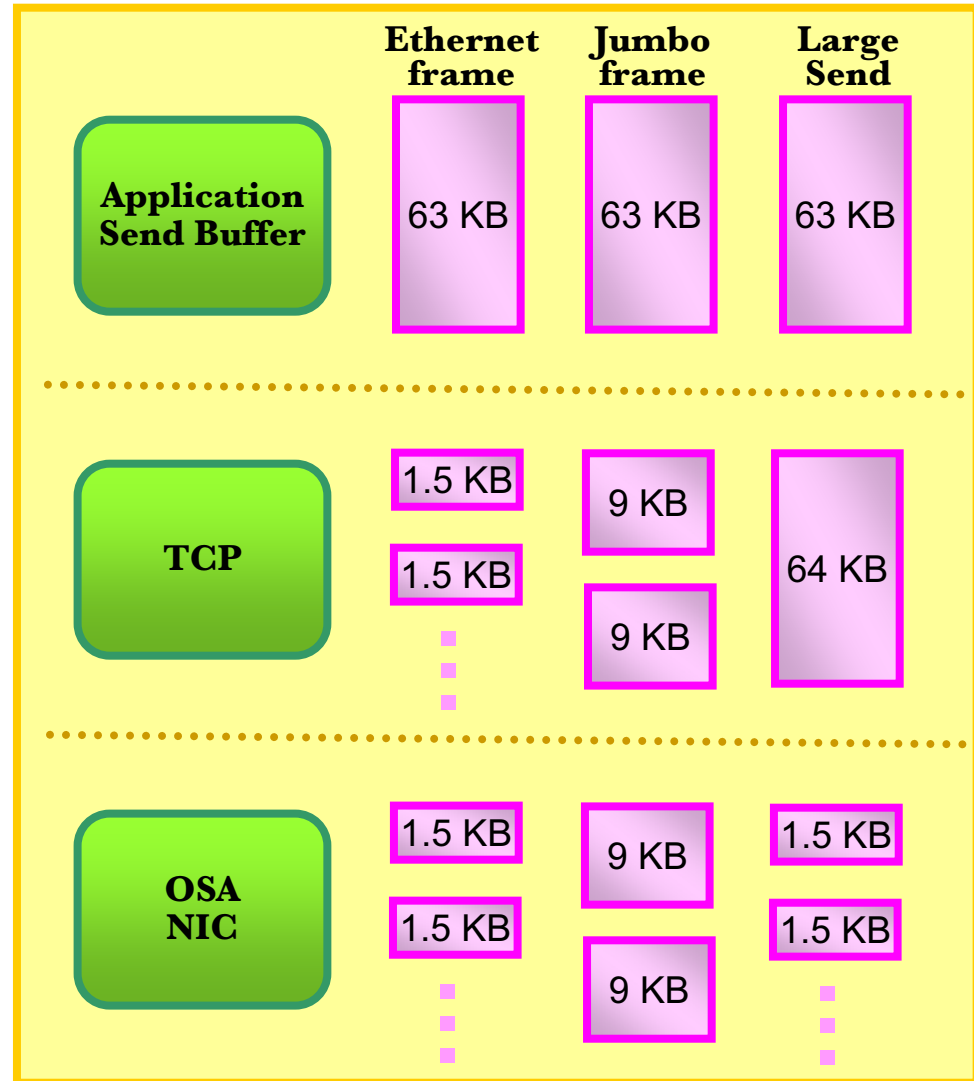 Ethernet frame
Jumbo frame
Large Send
Application
Send Buffer
63 KB
63 KB
63 KB
TCP
1.5 KB
1.5 KB
9 KB
9 KB
64 KB
OSA
NIC
1.5 KB
1.5 KB
9 KB
9 KB
1.5 KB
1.5 KB